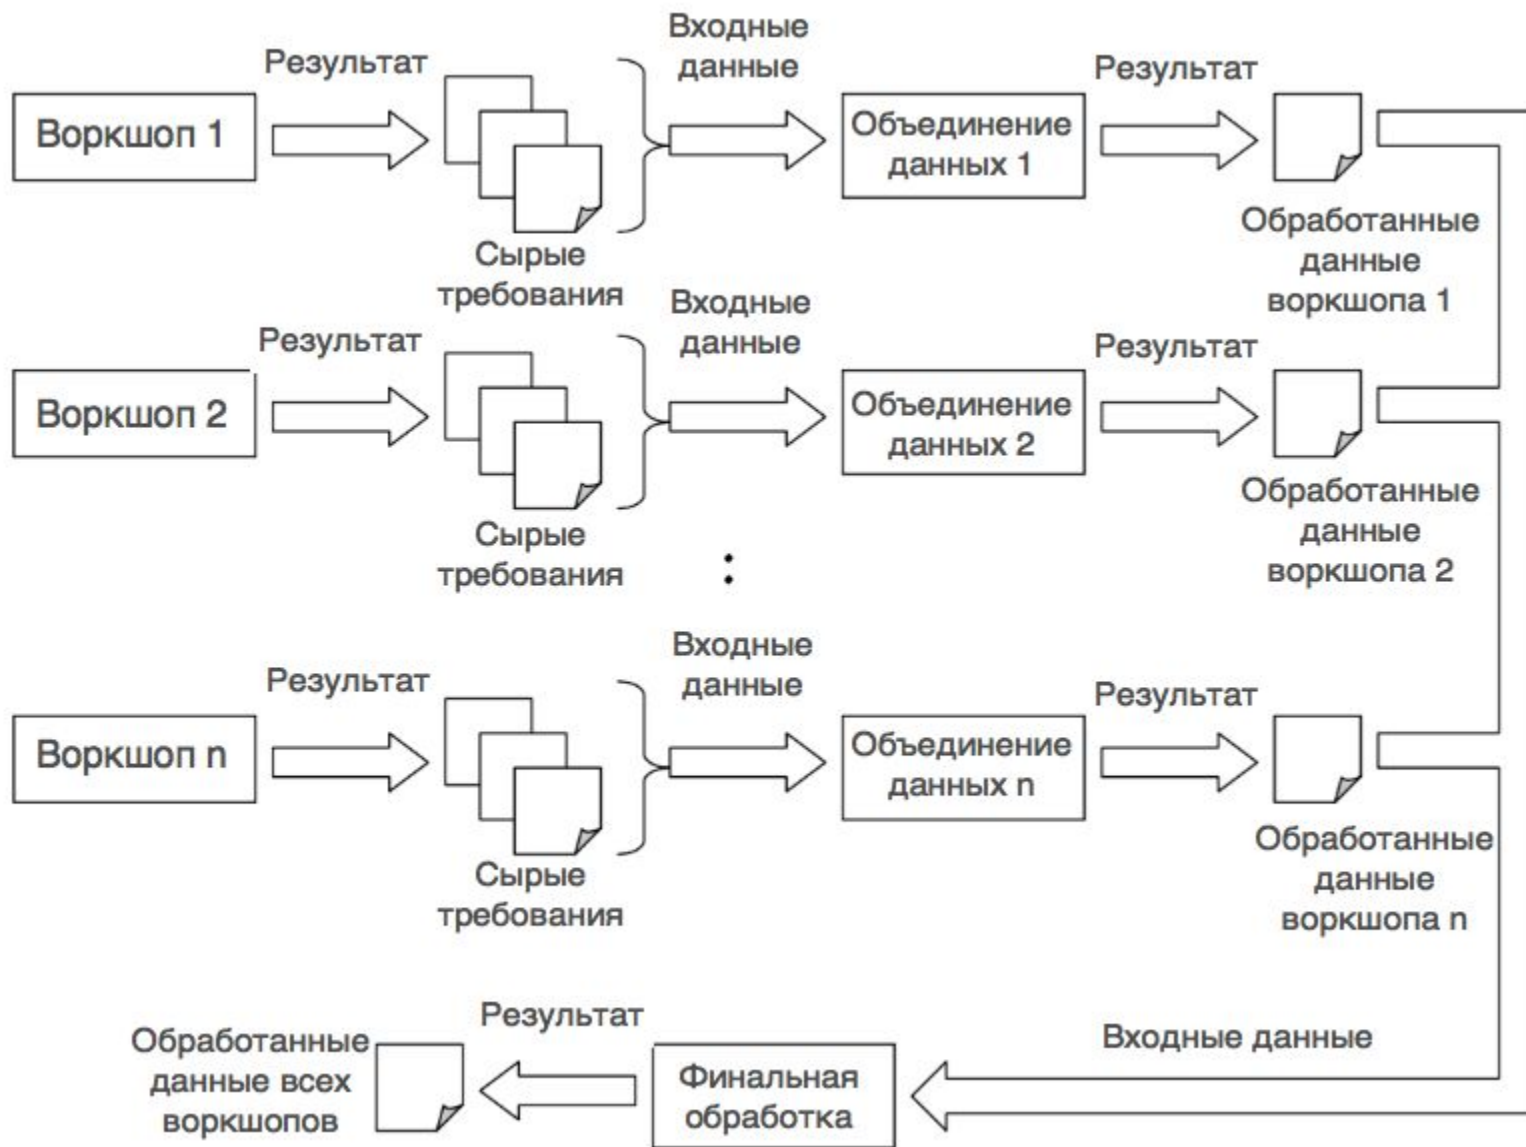 Воркшоп 1
Результат
Сырые
требования
Входные
данные
Объединение
данных 1
Результат
Обработанные
данные
воркшопа 1
Воркшоп 2
Результат
Сырые
требования
Входные
данные
Объединение
данных 2
Результат
Обработанные
данные
воркшопа 2
:
Воркшоп n
Результат
Сырые
требования
Входные
данные
Объединение
данных n
Результат
Обработанные
данные
воркшопа n
Входные данные
Финальная
обработка
Результат
Обработанные
данные всех
воркшопов